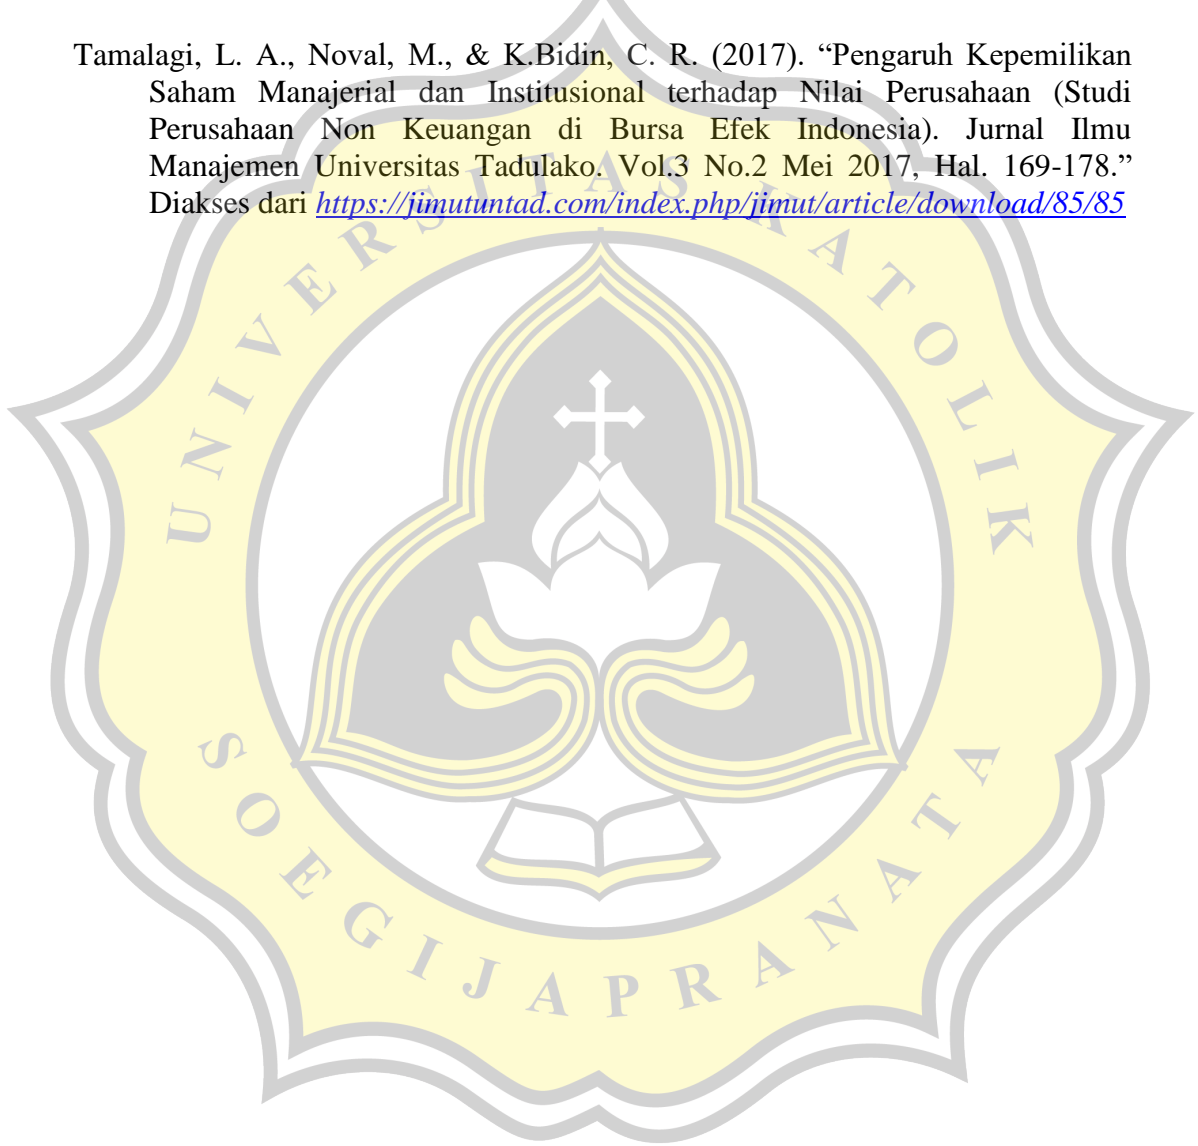 Tamalagi, L. A., Noval, M., & K.Bidin, C. R. (2017). “Pengaruh Kepemilikan
Saham Manajerial dan Institusional terhadap Nilai Perusahaan (Studi
Perusahaan Non Keuangan di Bursa Efek Indonesia). Jurnal Ilmu
Manajemen Universitas Tadulako. Vol.3 No.2 Mei 2017, Hal. 169-178.”
Diakses dari https://jimutuntad.com/index.php/jimut/article/download/85/85
UNIVERSITAS KATOLIK
SOEGIJAPRANATA